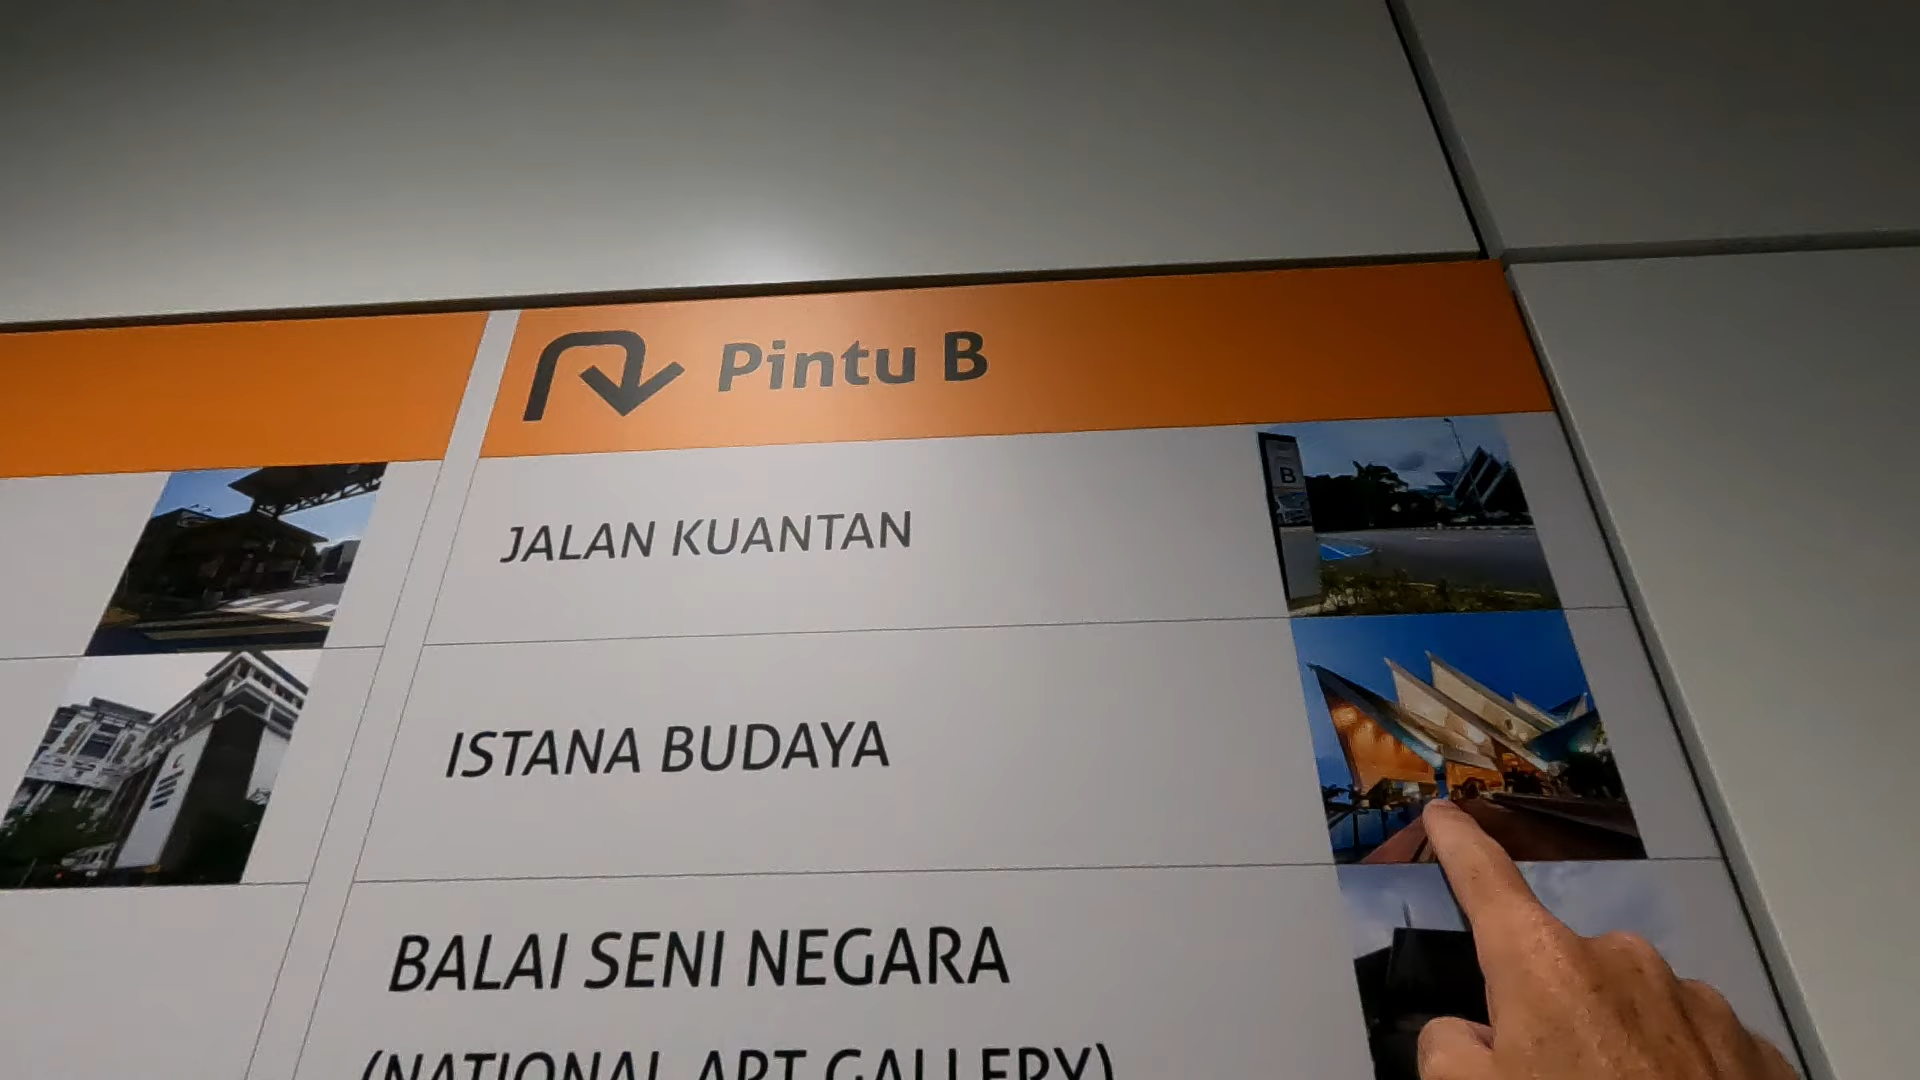 Pintu B
JALAN KUANTAN
B
ISTANA BUDAYA
BALAI SENI NEGARA
(NATIONAL ART GALLERY)